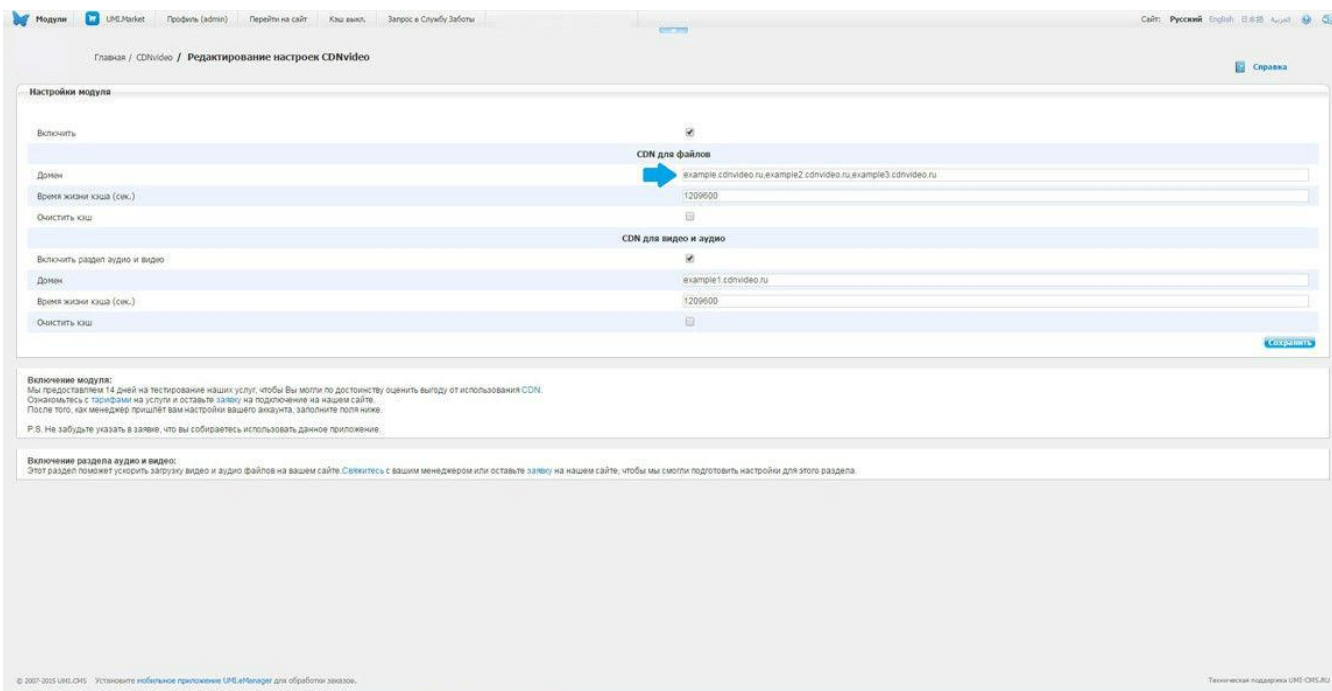 Модули UMI.Market Профиль (admin) Перейти на сайт Кэш выкл. Запрос в Службу Заботы Сайт: Русский English 日本語 العربية
Главная / CDNvideo / Редактирование настроек CDNvideo
Справка
Настройки модуля
Включить
CDN для файлов
Домен example.cdnvideo.ru,example2.cdnvideo.ru,example3.cdnvideo.ru
Время жизни кэша (сек.) 1209600
Очистить кэш
CDN для видео и аудио
Включить раздел аудио и видео
Домен example1.cdnvideo.ru
Время жизни кэша (сек.) 1209600
Очистить кэш
Сохранить
Включение модуля:
Мы предоставляем 14 дней на тестирование наших услуг, чтобы Вы могли по достоинству оценить выгоду от использования CDN.
Ознакомьтесь с тарифами на услуги и оставьте заявку на подключение на нашем сайте.
После того, как менеджер пришлёт вам настройки вашего аккаунта, заполните поля ниже.
P.S. Не забудьте указать в заявке, что вы собираетесь использовать данное приложение.
Включение раздела аудио и видео:
Этот раздел поможет ускорить загрузку видео и аудио файлов на вашем сайте.Свяжитесь с вашим менеджером или оставьте заявку на нашем сайте, чтобы мы смогли подготовить настройки для этого раздела.
© 2007-2015 UMI.CMS Установите мобильное приложение UMI.eManager для обработки заказов. Техническая поддержка UMI-CMS.RU